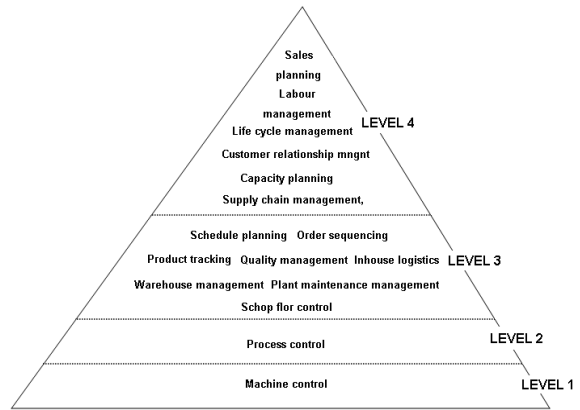 Sales
planning
Labour
management
Life cycle management
LEVEL 4
Customer relationship mngnt
Capacity planning
Supply chain management,
Schedule planning Order sequencing
Product tracking Quality management Inhouse logistics
LEVEL 3
Warehouse management Plant maintenance management
Schop flor control
LEVEL 2
Process control
Machine control
LEVEL 1